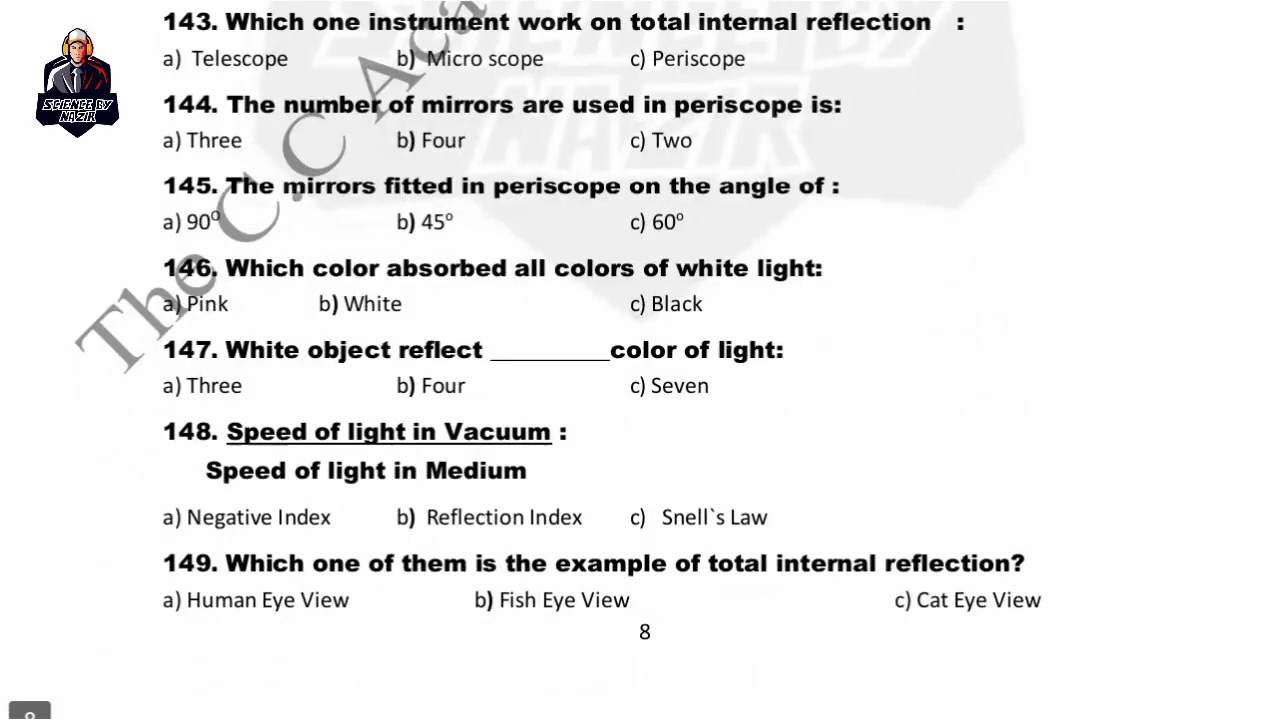 143. Which one instrument work on total internal reflection :
a) Telescope b) Micro scope c) Periscope
SCIENCE BY
NAZIR
144. The number of mirrors are used in periscope is:
a) Three b) Four c) Two
145. The mirrors fitted in periscope on the angle of :
a) 90° b) 45° c) 60°
146. Which color absorbed all colors of white light:
a) Pink b) White c) Black
147. White object reflect _________color of light:
a) Three b) Four c) Seven
148. Speed of light in Vacuum :
Speed of light in Medium
a) Negative Index b) Reflection Index c) Snell`s Law
149. Which one of them is the example of total internal reflection?
a) Human Eye View b) Fish Eye View c) Cat Eye View
8
The C.C Aca
NAZIR